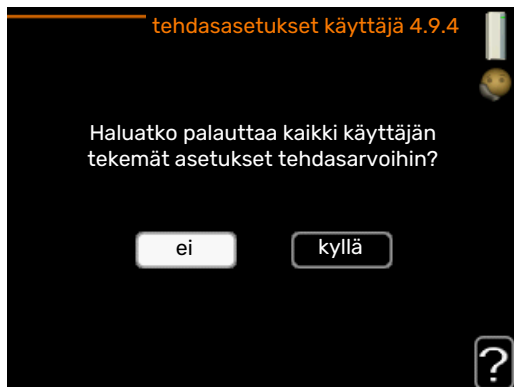 tehdasasetukset käyttäjä 4.9.4
Haluatko palauttaa kaikki käyttäjän
tekemät asetukset tehdasarvoihin?
ei kyllä
?